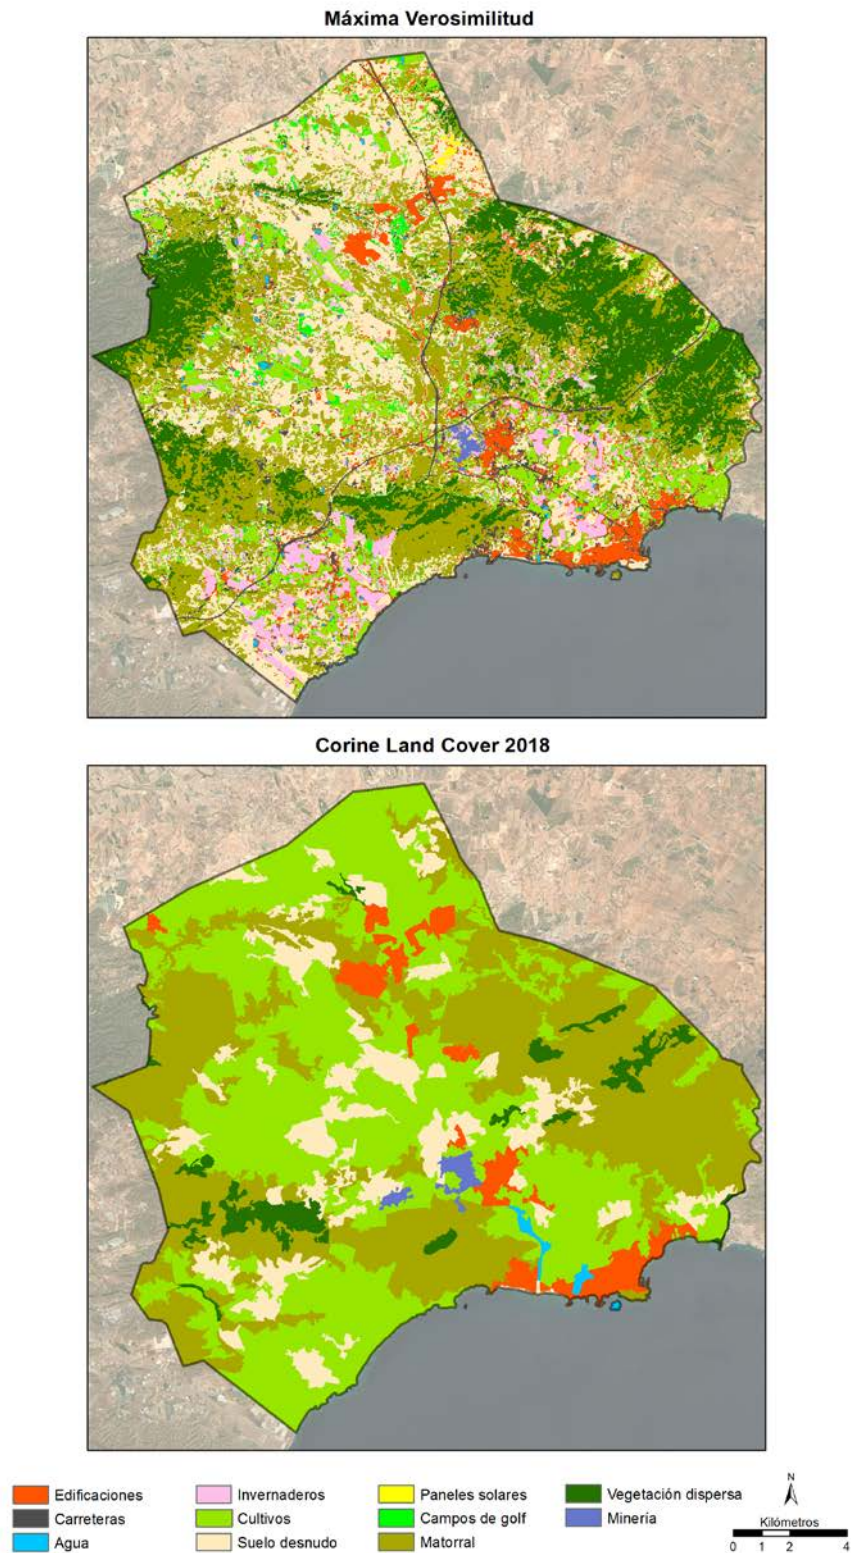 Máxima Verosimilitud
Corine Land Cover 2018
Edificaciones
Invernaderos
Paneles solares
Vegetación dispersa
Carreteras
Cultivos
Campos de golf
Minería
Agua
Suelo desnudo
Matorral
N
Kilómetros
0 1 2 4